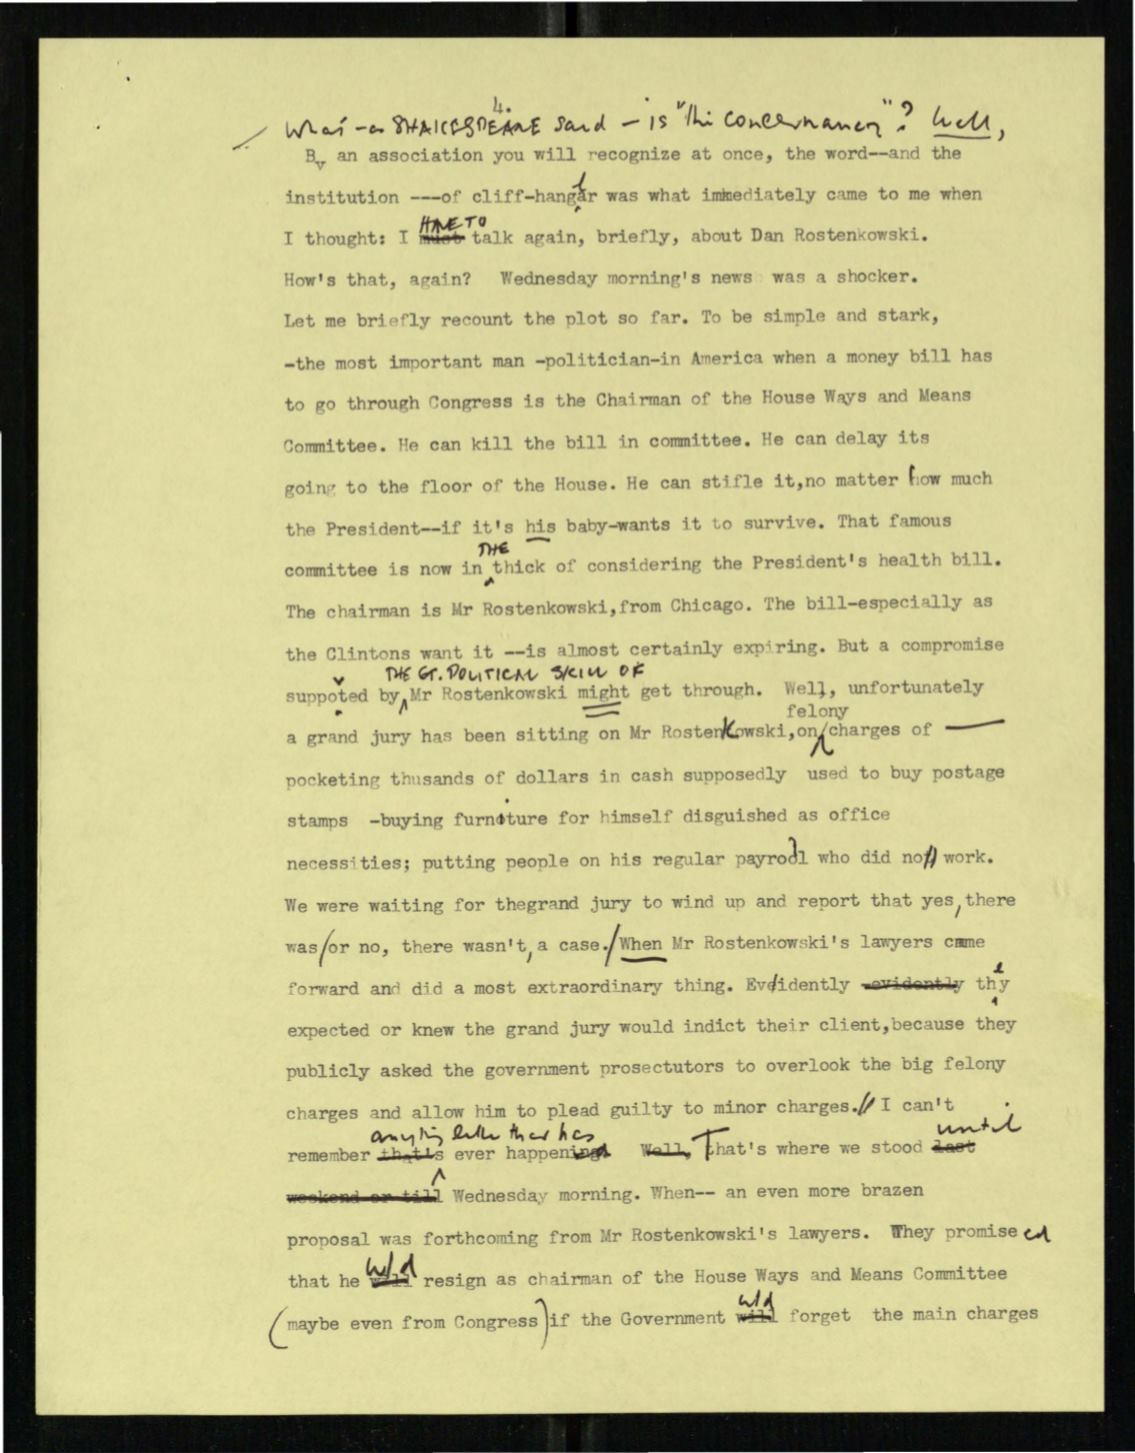 4.
What – as SHAKESPEARE said – is "the concernancy"? Well,
By an association you will recognize at once, the word--and the
institution ---of cliff-hanger was what immediately came to me when
HAVE TO
I thought: I must talk again, briefly, about Dan Rostenkowski.
How's that, again? Wednesday morning's news was a shocker.
Let me briefly recount the plot so far. To be simple and stark,
-the most important man -politician-in America when a money bill has
to go through Congress is the Chairman of the House Ways and Means
Committee. He can kill the bill in committee. He can delay its
going to the floor of the House. He can stifle it,no matter how much
the President--if it's his baby-wants it to survive. That famous
THE
committee is now in thick of considering the President's health bill.
The chairman is Mr Rostenkowski,from Chicago. The bill-especially as
the Clintons want it --is almost certainly expiring. But a compromise
THE GT. POLITICAL SKILL OF
suppoted by Mr Rostenkowski might get through. Well, unfortunately
felony
a grand jury has been sitting on Mr Rostenkowski,on charges of —
pocketing thusands of dollars in cash supposedly used to buy postage
stamps -buying furniture for himself disguished as office
necessities; putting people on his regular payroll who did not work.
We were waiting for thegrand jury to wind up and report that yes, there
was/or no, there wasn't, a case./When Mr Rostenkowski's lawyers came
forward and did a most extraordinary thing. Evidently evidently they
expected or knew the grand jury would indict their client,because they
publicly asked the government prosectutors to overlook the big felony
charges and allow him to plead guilty to minor charges.// I can't
anything like that has until
remember that's ever happening. Well, That's where we stood last
weekend or till Wednesday morning. When-- an even more brazen
proposal was forthcoming from Mr Rostenkowski's lawyers. They promised
wld
that he will resign as chairman of the House Ways and Means Committee
wld
(maybe even from Congress) if the Government will forget the main charges